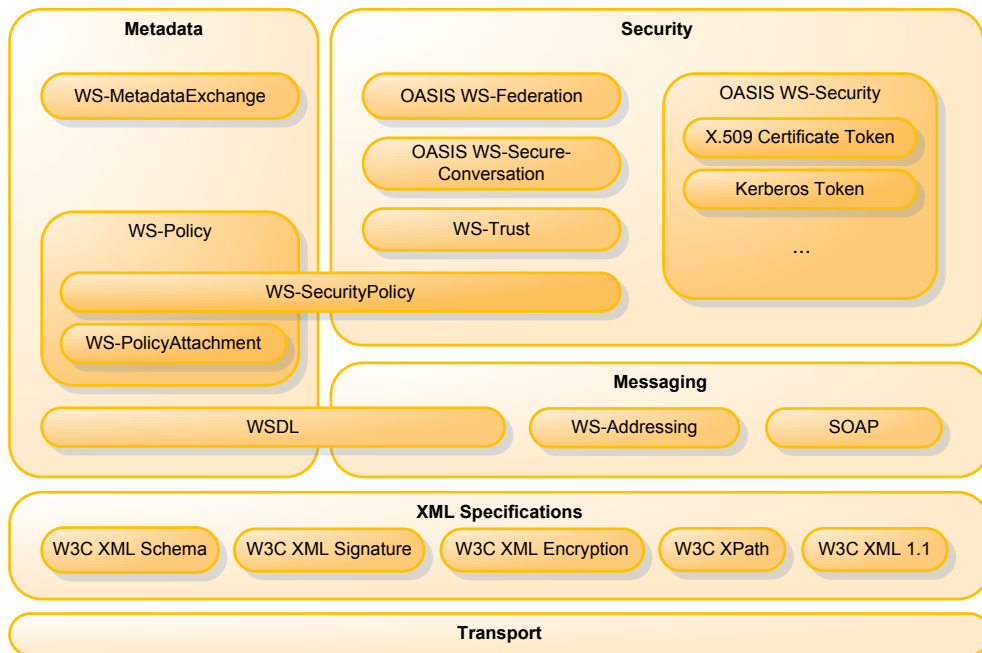 Metadata
WS-MetadataExchange
WS-Policy
WS-SecurityPolicy
WS-PolicyAttachment
WSDL
Security
OASIS WS-Federation
OASIS WS-Secure-
Conversation
WS-Trust
OASIS WS-Security
X.509 Certificate Token
Kerberos Token
...
Messaging
WS-Addressing
SOAP
XML Specifications
W3C XML Schema
W3C XML Signature
W3C XML Encryption
W3C XPath
W3C XML 1.1
Transport